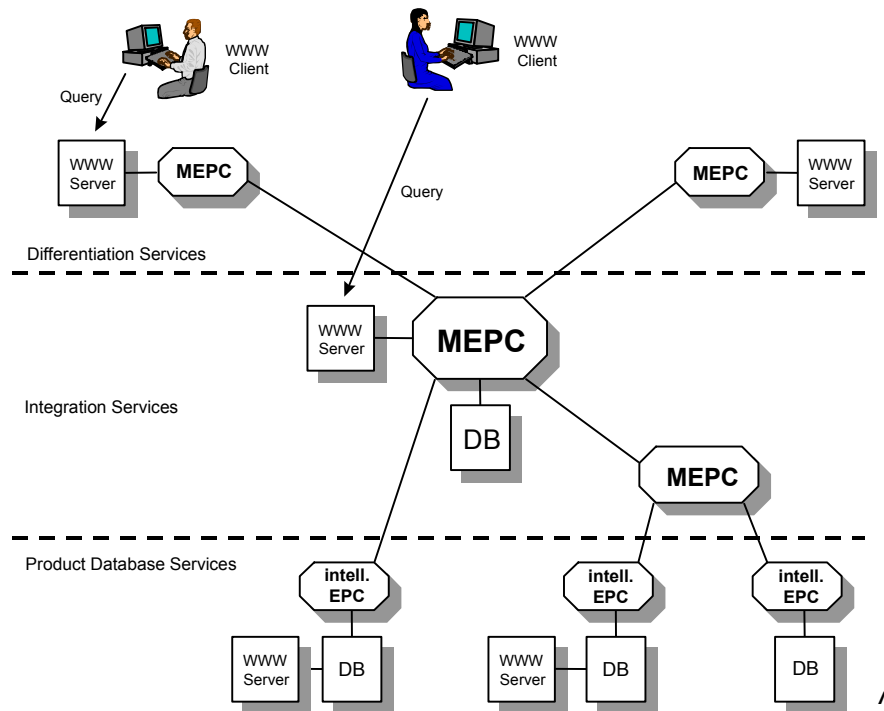 WWW
Client
WWW
Client
Query
WWW
Server
MEPC
Query
MEPC
WWW
Server
Differentiation Services
WWW
Server
MEPC
Integration Services
DB
MEPC
Product Database Services
intell.
EPC
intell.
EPC
intell.
EPC
WWW
Server
DB
WWW
Server
DB
DB